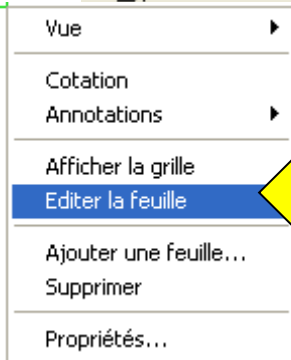 Vue
Cotation
Annotations
Afficher la grille
Editer la feuille
Ajouter une feuille...
Supprimer
Propriétés...